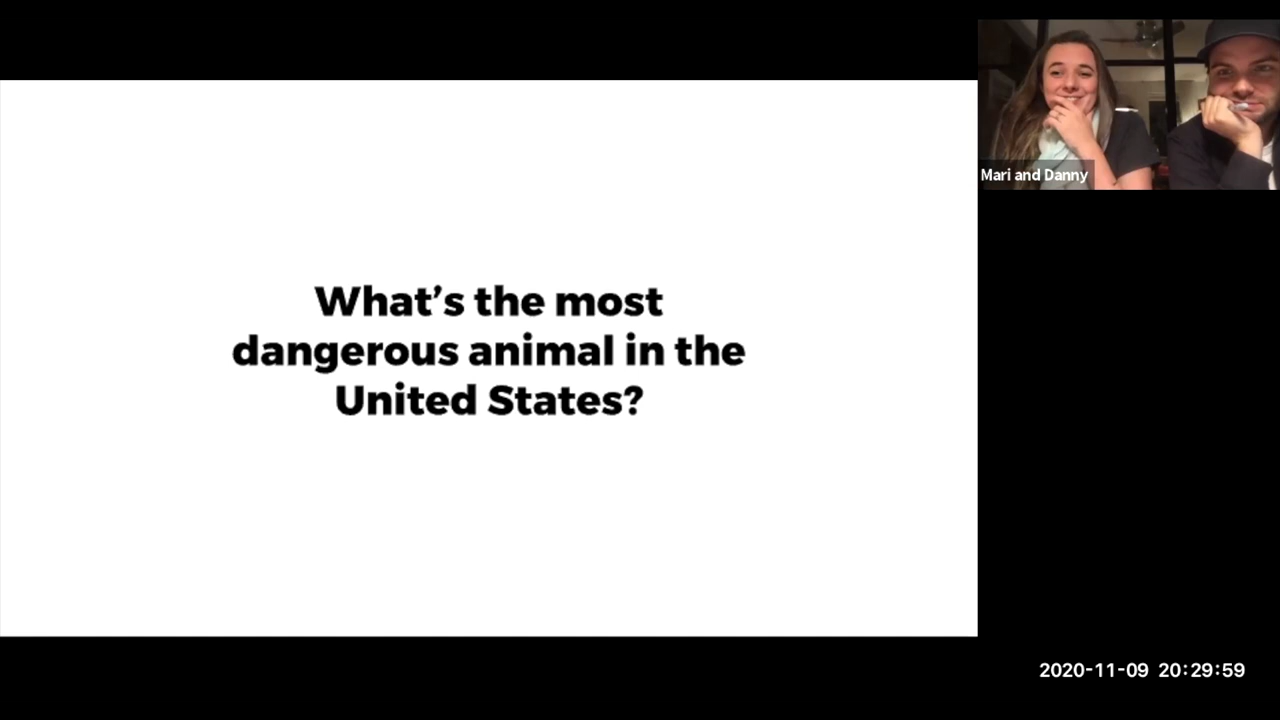 What's the most
dangerous animal in the
United States?
Mari and Danny
2020-11-09 20:29:59